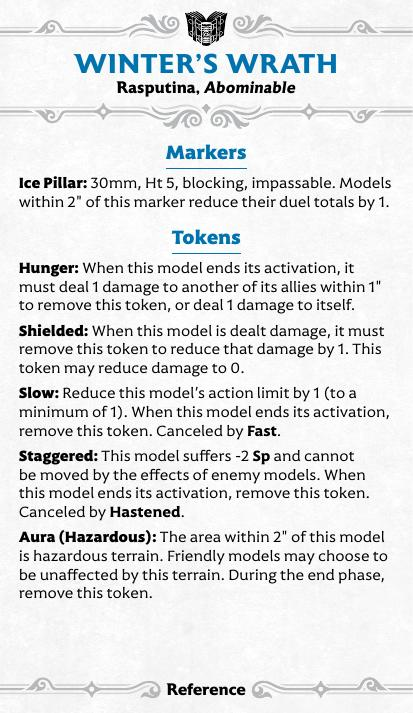 WINTER'S WRATH
Rasputina, Abominable
Markers
Ice Pillar: 30mm, Ht 5, blocking, impassable. Models
within 2" of this marker reduce their duel totals by 1.
Tokens
Hunger: When this model ends its activation, it
must deal 1 damage to another of its allies within 1"
to remove this token, or deal 1 damage to itself.
Shielded: When this model is dealt damage, it must
remove this token to reduce that damage by 1. This
token may reduce damage to 0.
Slow: Reduce this model's action limit by 1 (to a
minimum of 1). When this model ends its activation,
remove this token. Canceled by Fast.
Staggered: This model suffers -2 Sp and cannot
be moved by the effects of enemy models. When
this model ends its activation, remove this token.
Canceled by Hastened.
Aura (Hazardous): The area within 2" of this model
is hazardous terrain. Friendly models may choose to
be unaffected by this terrain. During the end phase,
remove this token.
Reference